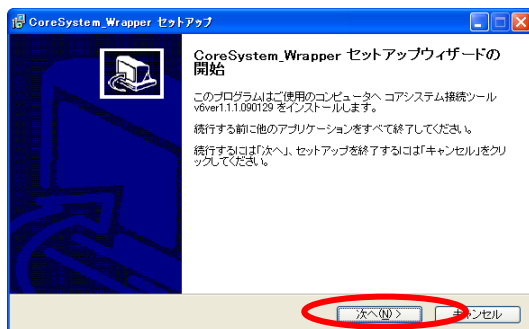 CoreSystem_Wrapper セットアップ
CoreSystem_Wrapper セットアップウィザードの
開始
このプログラムはご使用のコンピュータへ コアシステム接続ツール
v6ver1.1.1.090129 をインストールします。
続行する前に他のアプリケーションをすべて終了してください。
続行するには「次へ」、セットアップを終了するには「キャンセル」をクリ
ックしてください。
次へ(N) >
キャンセル